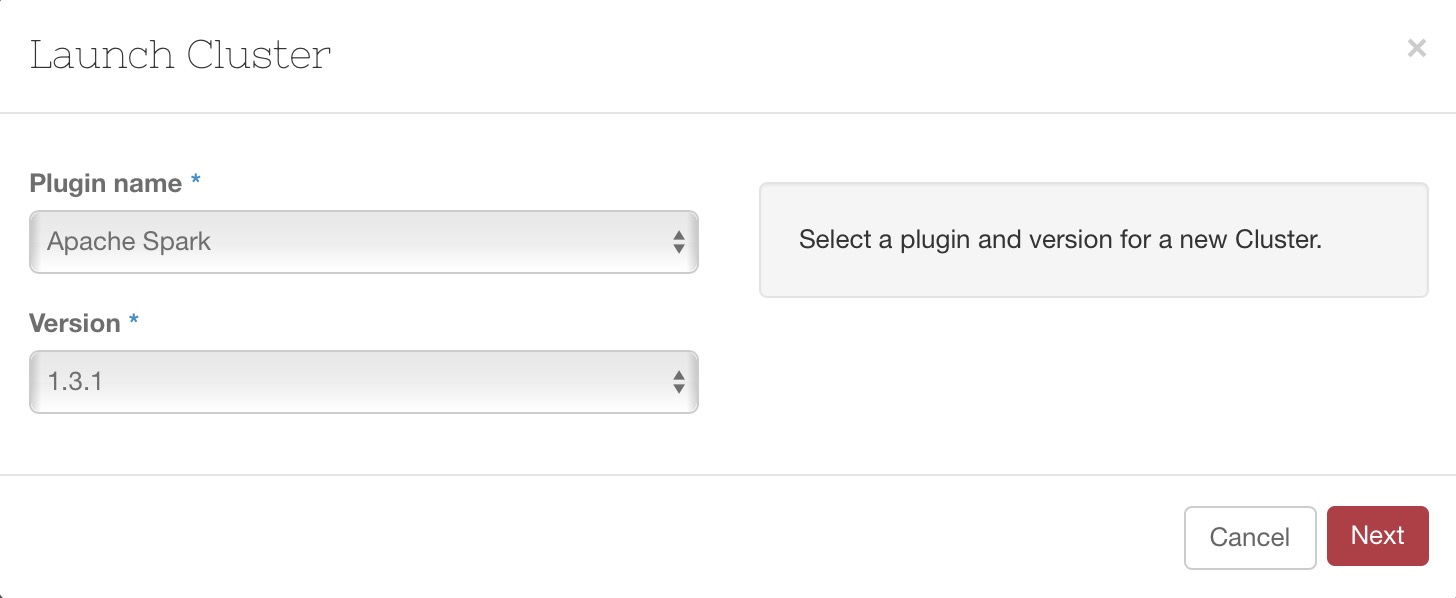 Launch Cluster
×
Plugin name *
Apache Spark
Select a plugin and version for a new Cluster.
Version *
1.3.1
Cancel
Next